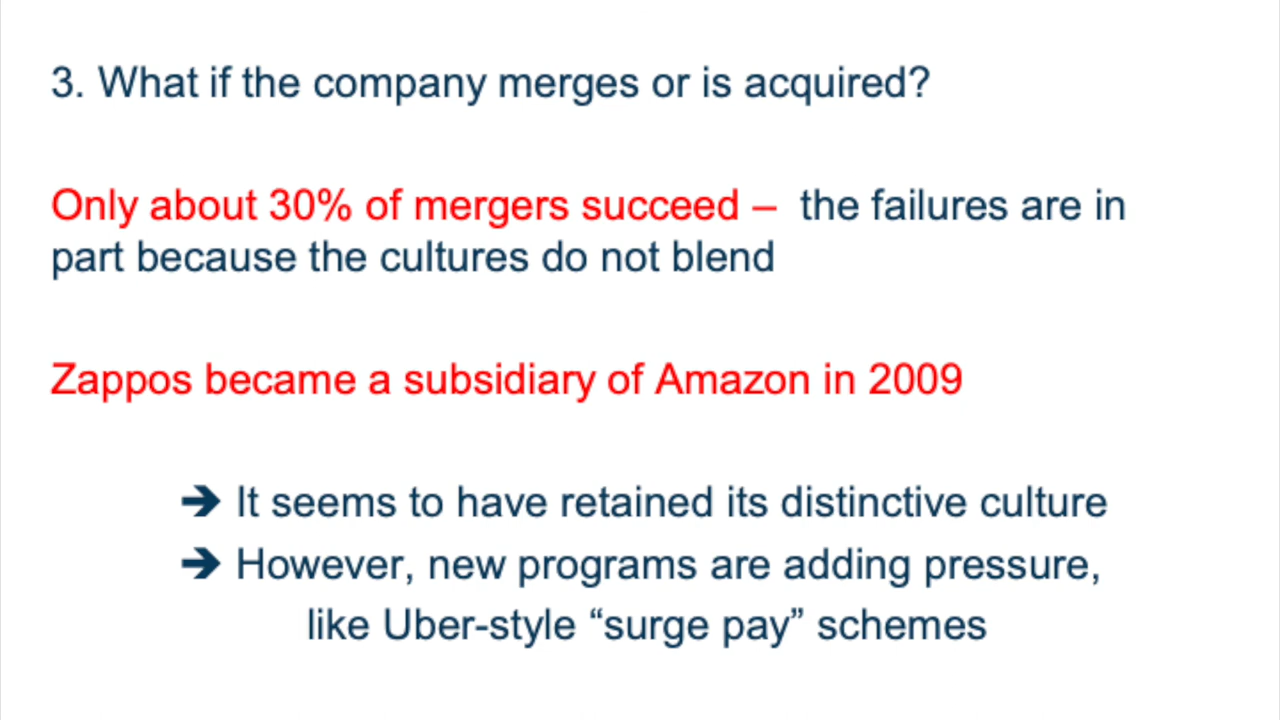 3. What if the company merges or is acquired?
Only about 30% of mergers succeed – the failures are in
part because the cultures do not blend
Zappos became a subsidiary of Amazon in 2009
➔ It seems to have retained its distinctive culture
➔ However, new programs are adding pressure,
like Uber-style “surge pay” schemes